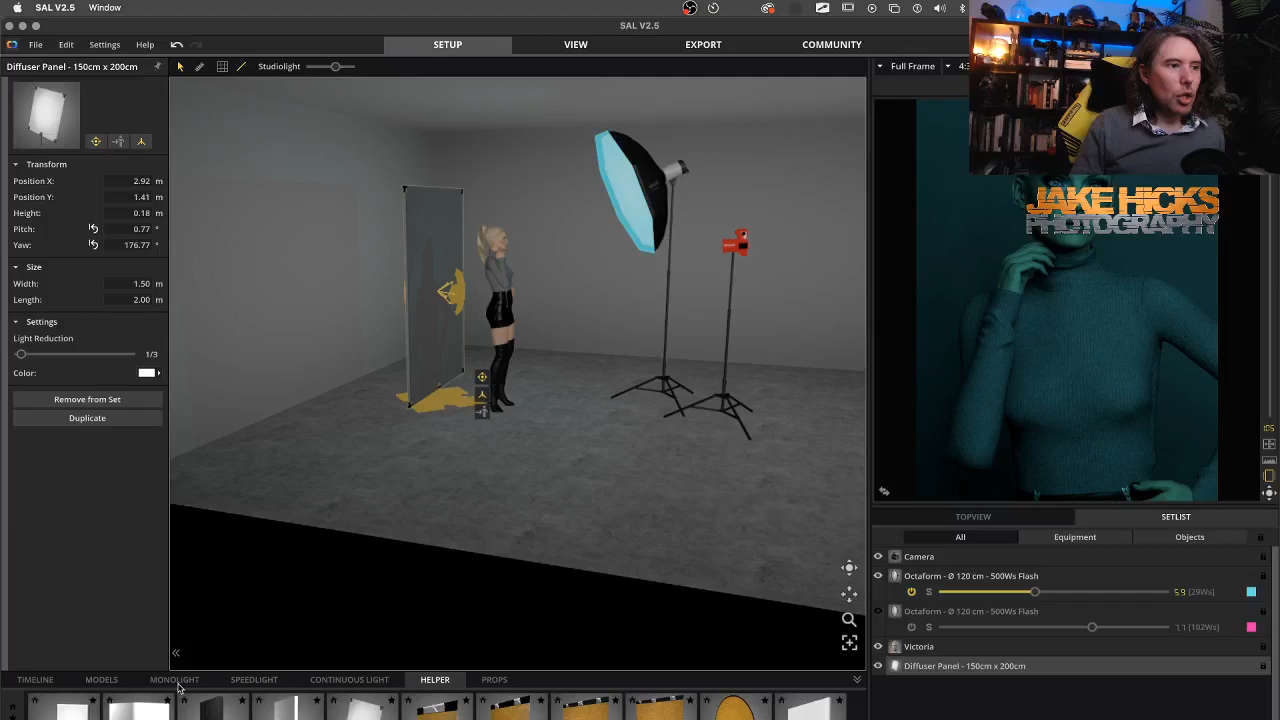 SAL V2.5 Window
SAL V2.5
File Edit Settings Help
SETUP VIEW EXPORT COMMUNITY
Diffuser Panel - 150cm x 200cm
Studiolight
Full Frame
4:3
Transform
Position X: 2.92 m
Position Y: 1.41 m
Height: 0.18 m
Pitch: 0.77 °
Yaw: 176.77 °
Size
Width: 1.50 m
Length: 2.00 m
Settings
Light Reduction
1/3
Color:
Remove from Set
Duplicate
JAKE HICKS
PHOTOGRAPHY
TOPVIEW SETLIST
All Equipment Objects
Camera
Octaform - Ø 120 cm - 500Ws Flash
S 5.9 [29Ws]
Octaform - Ø 120 cm - 500Ws Flash
S 7.7 [102Ws]
Victoria
Diffuser Panel - 150cm x 200cm
TIMELINE MODELS MONOLIGHT SPEEDLIGHT CONTINUOUS LIGHT HELPER PROPS